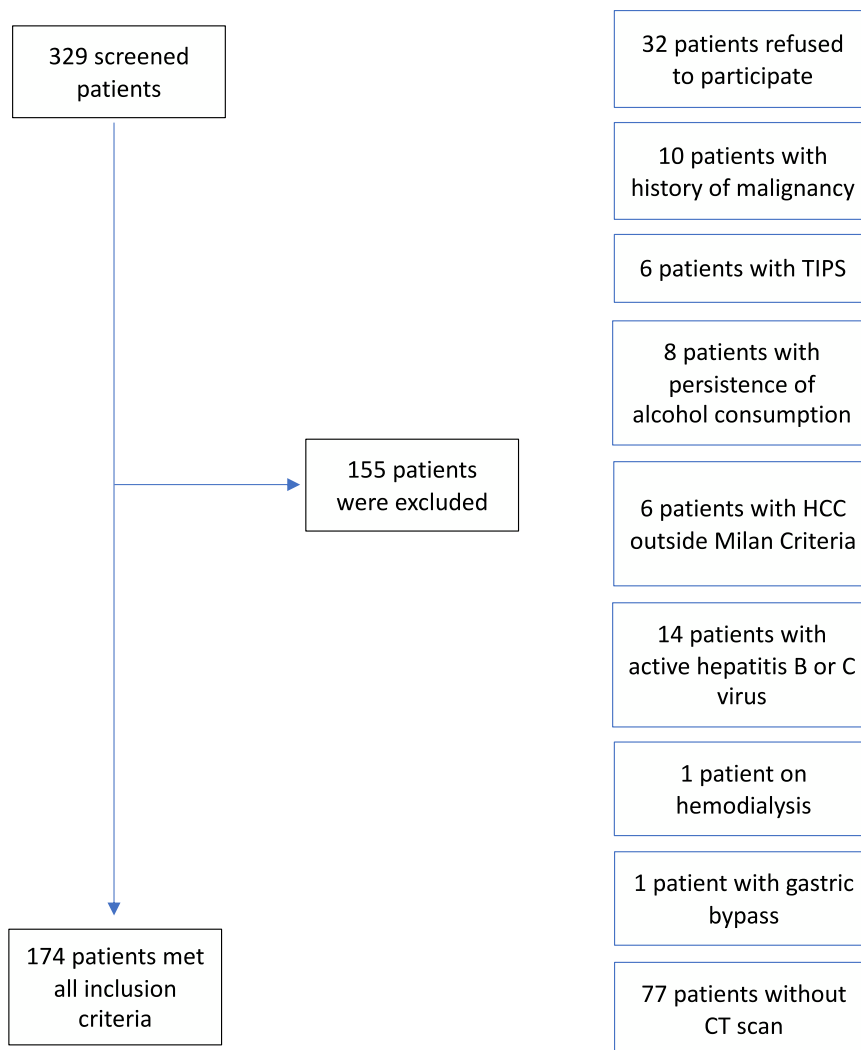 329 screened
patients
155 patients
were excluded
174 patients met
all inclusion
criteria
32 patients refused
to participate
10 patients with
history of malignancy
6 patients with TIPS
8 patients with
persistence of
alcohol consumption
6 patients with HCC
outside Milan Criteria
14 patients with
active hepatitis B or C
virus
1 patient on
hemodialysis
1 patient with gastric
bypass
77 patients without
CT scan